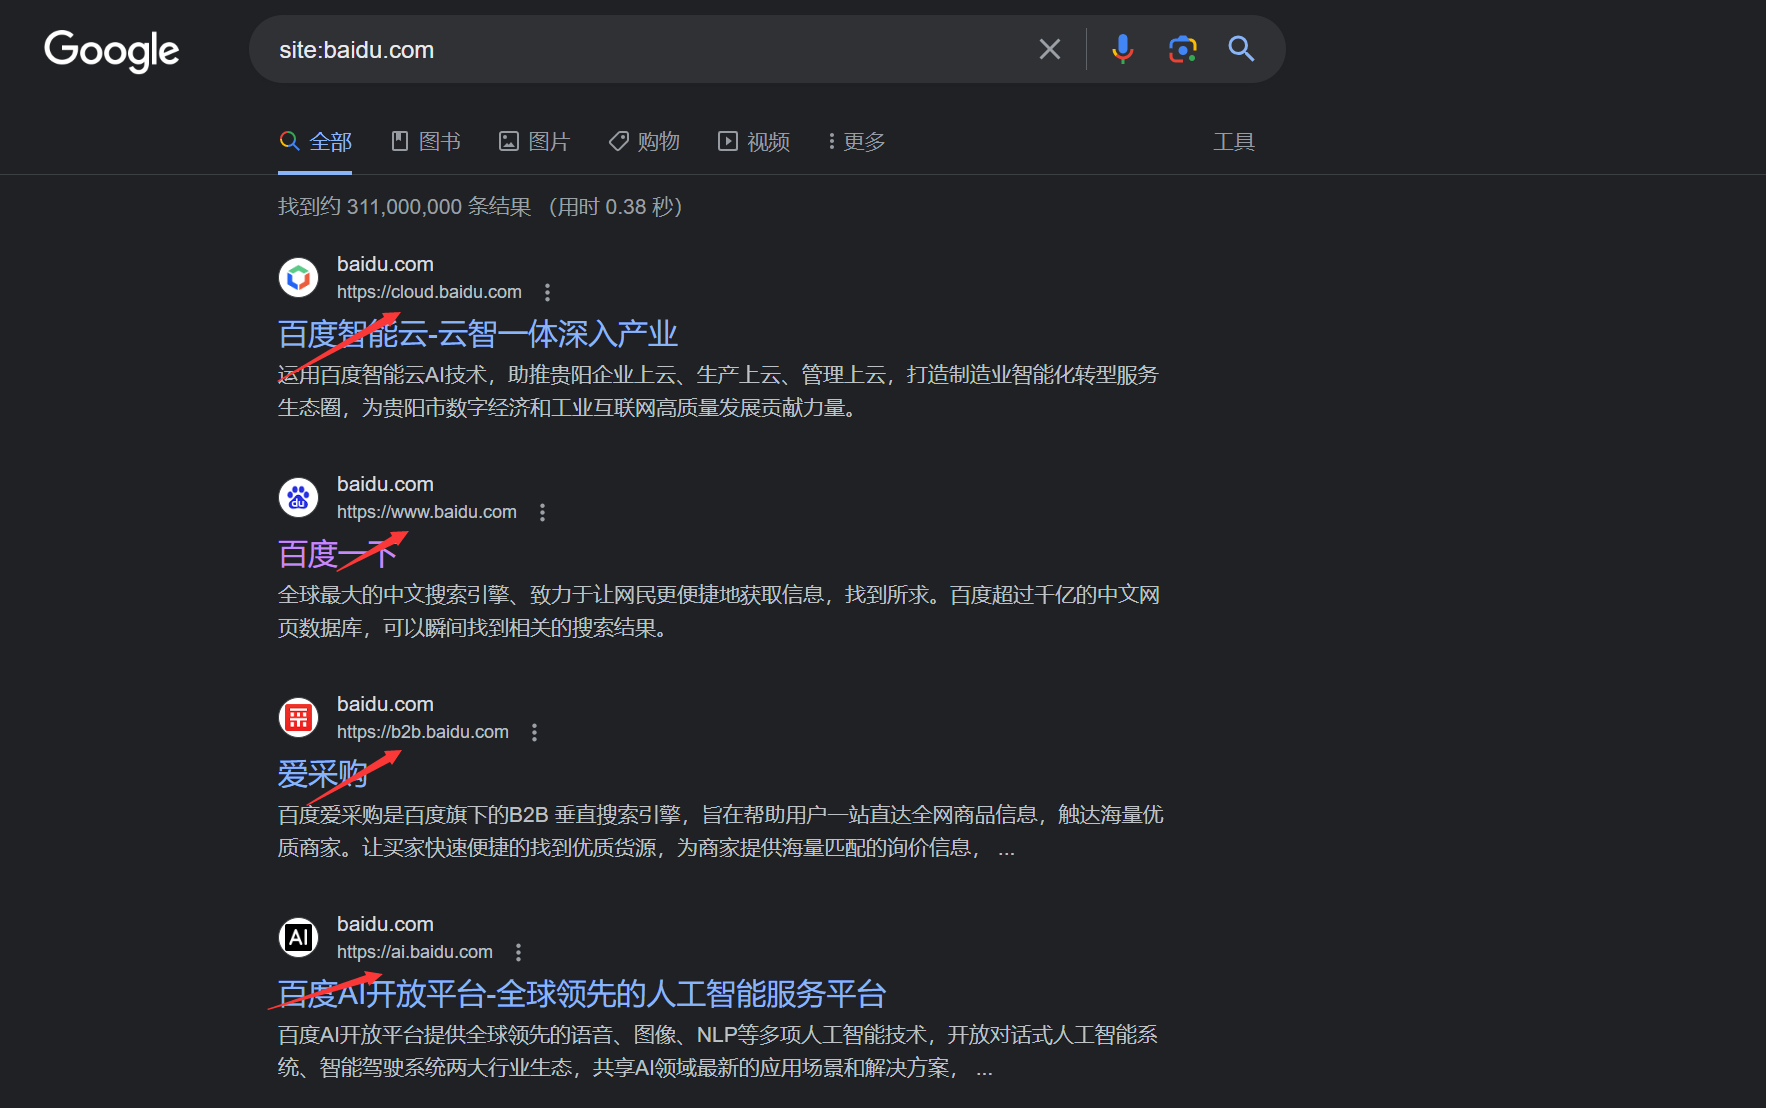 Google
site:baidu.com
全部 图书 图片 购物 视频 更多 工具
找到约 311,000,000 条结果 （用时 0.38 秒）
baidu.com
https://cloud.baidu.com
百度智能云-云智一体深入产业
运用百度智能云AI技术，助推贵阳企业上云、生产上云、管理上云，打造制造业智能化转型服务
生态圈，为贵阳市数字经济和工业互联网高质量发展贡献力量。
baidu.com
du
https://www.baidu.com
百度一下
全球最大的中文搜索引擎、致力于让网民更便捷地获取信息，找到所求。百度超过千亿的中文网
页数据库，可以瞬间找到相关的搜索结果。
baidu.com
https://b2b.baidu.com
爱采购
百度爱采购是百度旗下的B2B 垂直搜索引擎，旨在帮助用户一站直达全网商品信息，触达海量优
质商家。让买家快速便捷的找到优质货源，为商家提供海量匹配的询价信息， ...
baidu.com
AI
https://ai.baidu.com
百度AI开放平台-全球领先的人工智能服务平台
百度AI开放平台提供全球领先的语音、图像、NLP等多项人工智能技术，开放对话式人工智能系
统、智能驾驶系统两大行业生态，共享AI领域最新的应用场景和解决方案， ...